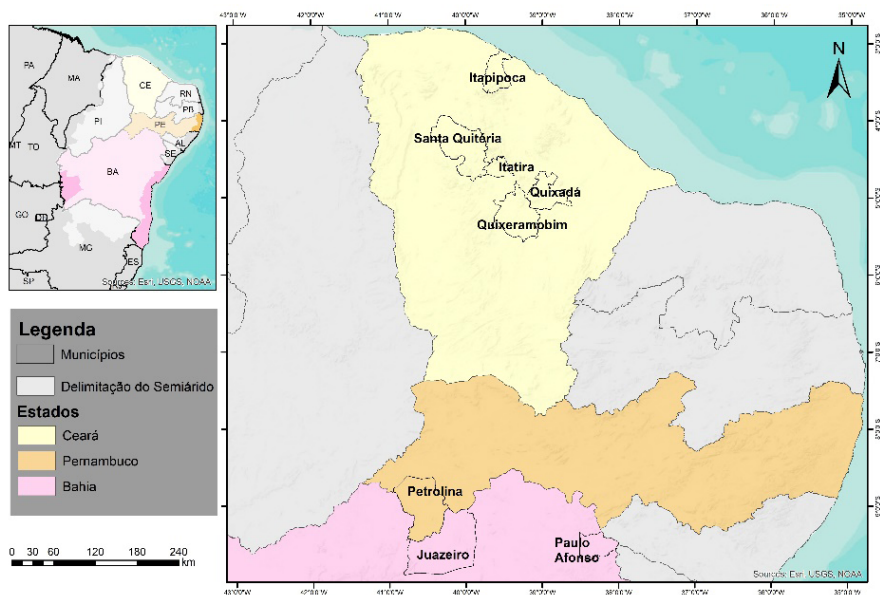 PA
MA
CE
RN
PB
PI
PE
AL
SE
MT
TO
BA
GO
MG
ES
SP
Sources: Esri, USGS, NOAA
Legenda
Municípios
Delimitação do Semiárido
Estados
Ceará
Pernambuco
Bahia
0 15 30 60 120 180 240
km
N
Itapipoca
Santa Quitéria
Itatira
Quixadá
Quixeramobim
Petrolina
Juazeiro
Paulo
Afonso
Sources: Esri, USGS, NOAA